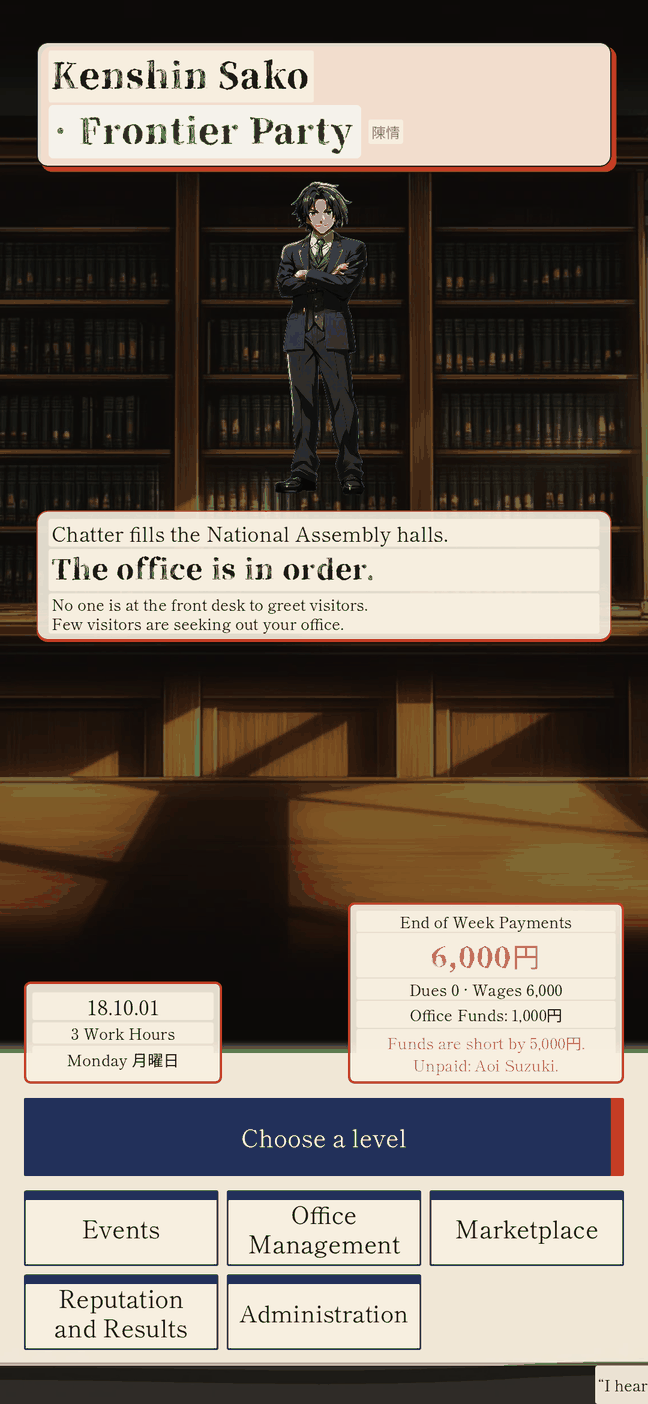 Kenshin Sako
· Frontier Party 陳情
Chatter fills the National Assembly halls.
The office is in order.
No one is at the front desk to greet visitors.
Few visitors are seeking out your office.
End of Week Payments
6,000円
Dues 0 · Wages 6,000
Office Funds: 1,000円
Funds are short by 5,000円.
Unpaid: Aoi Suzuki.
18.10.01
3 Work Hours
Monday 月曜日
Choose a level
Events
Office
Management
Marketplace
Reputation
and Results
Administration
“I hear